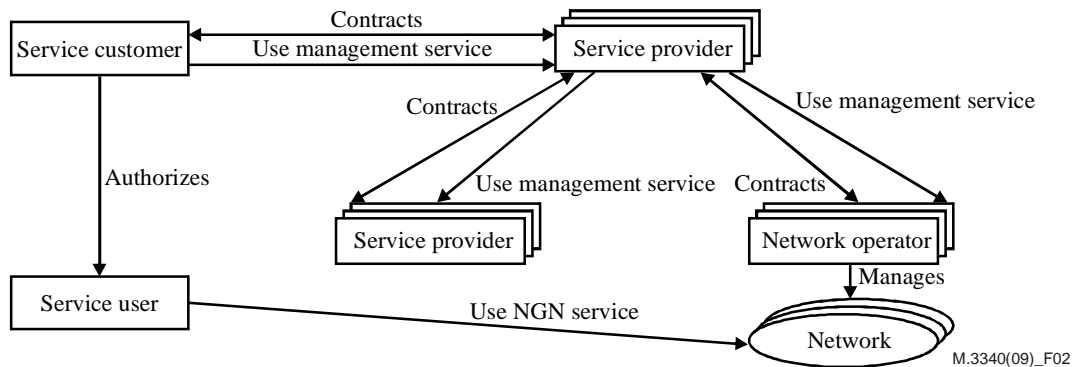 Contracts
Service customer
Service provider
Use management service
Contracts
Use management service
Authorizes
Use management service
Contracts
Service provider
Network operator
Manages
Service user
Use NGN service
Network
M.3340(09)_F02